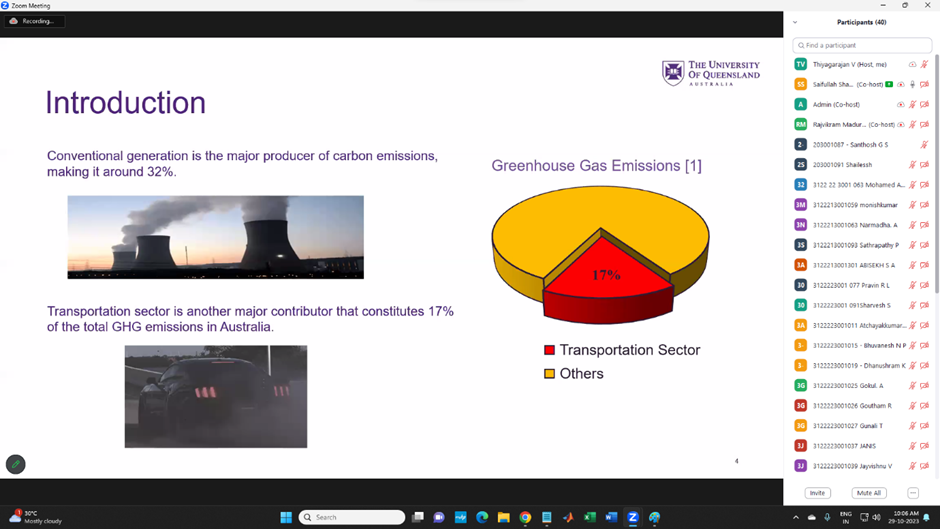 Zoom Meeting
Recording...
THE UNIVERSITY
OF QUEENSLAND
AUSTRALIA
Introduction
Conventional generation is the major producer of carbon emissions,
making it around 32%.
Transportation sector is another major contributor that constitutes 17%
of the total GHG emissions in Australia.
Greenhouse Gas Emissions [1]
17%
Transportation Sector
Others
4
Participants (40)
Find a participant
TV Thiyagarajan V (Host, me)
SS Saifullah Sha... (Co-host)
A Admin (Co-host)
RM Rajvikram Madur... (Co-host)
2- 203001087 - Santhosh G S
2S 203001091 Shailessh
32 3122 22 3001 063 Mohamed A...
3M 3122213001059 monishkumar
3N 3122213001063 Narmadha. A
3S 3122213001093 Sathrapathy P
3A 3122213001301 ABISEKH S A
30 3122213001 077 Pravin R L
30 3122213001 091Sharvesh S
3A 3122223001011 Atchayakkumar...
3- 3122223001015 - Bhuvanesh N P
3- 3122223001019 - Dhanushram K
3G 3122223001025 Gokul. A
3G 3122223001026 Goutham R
3G 3122223001027 Gunali T
3J 3122223001037 JANIS
3J 3122223001039 Jayvishnu V
Invite
Mute All
30°C
Mostly cloudy
Search
ENG
IN
10:06 AM
29-10-2023